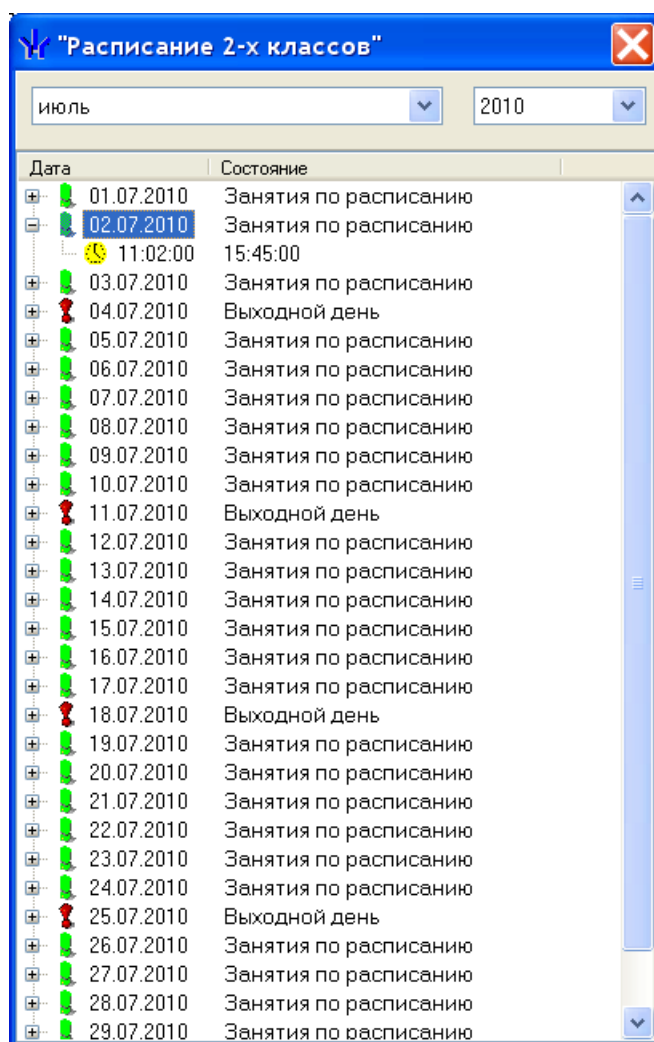 "Расписание 2-х классов"
июль 2010
Дата Состояние
01.07.2010 Занятия по расписанию
02.07.2010 Занятия по расписанию
11:02:00 15:45:00
03.07.2010 Занятия по расписанию
04.07.2010 Выходной день
05.07.2010 Занятия по расписанию
06.07.2010 Занятия по расписанию
07.07.2010 Занятия по расписанию
08.07.2010 Занятия по расписанию
09.07.2010 Занятия по расписанию
10.07.2010 Занятия по расписанию
11.07.2010 Выходной день
12.07.2010 Занятия по расписанию
13.07.2010 Занятия по расписанию
14.07.2010 Занятия по расписанию
15.07.2010 Занятия по расписанию
16.07.2010 Занятия по расписанию
17.07.2010 Занятия по расписанию
18.07.2010 Выходной день
19.07.2010 Занятия по расписанию
20.07.2010 Занятия по расписанию
21.07.2010 Занятия по расписанию
22.07.2010 Занятия по расписанию
23.07.2010 Занятия по расписанию
24.07.2010 Занятия по расписанию
25.07.2010 Выходной день
26.07.2010 Занятия по расписанию
27.07.2010 Занятия по расписанию
28.07.2010 Занятия по расписанию
29.07.2010 Занятия по расписанию